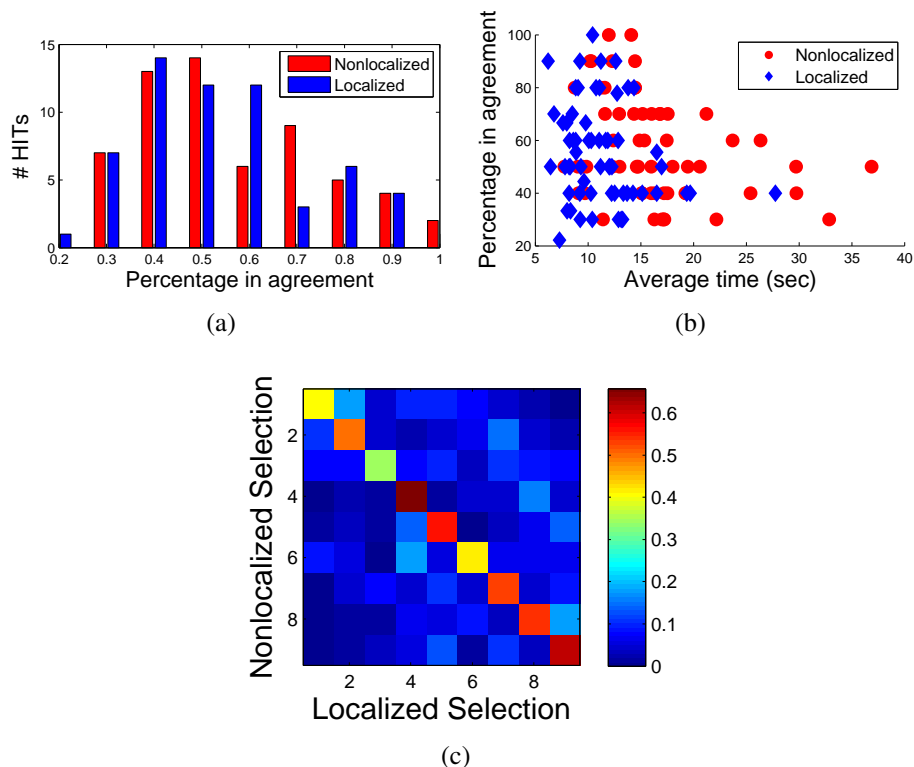 15
10
5
0
# HITs
0.2 0.3 0.4 0.5 0.6 0.7 0.8 0.9 1
Percentage in agreement
Nonlocalized
Localized
(a)
100
80
60
40
20
Percentage in agreement
5 10 15 20 25 30 35 40
Average time (sec)
Nonlocalized
Localized
(b)
Nonlocalized Selection
2
4
6
8
2 4 6 8
Localized Selection
0.6
0.5
0.4
0.3
0.2
0.1
0
(c)